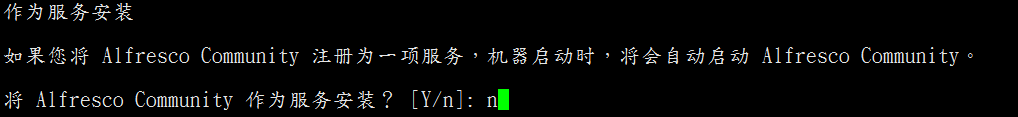 作为服务安装
如果您将 Alfresco Community 注册为一项服务，机器启动时，将会自动启动 Alfresco Community。
将 Alfresco Community 作为服务安装？ [Y/n]: n